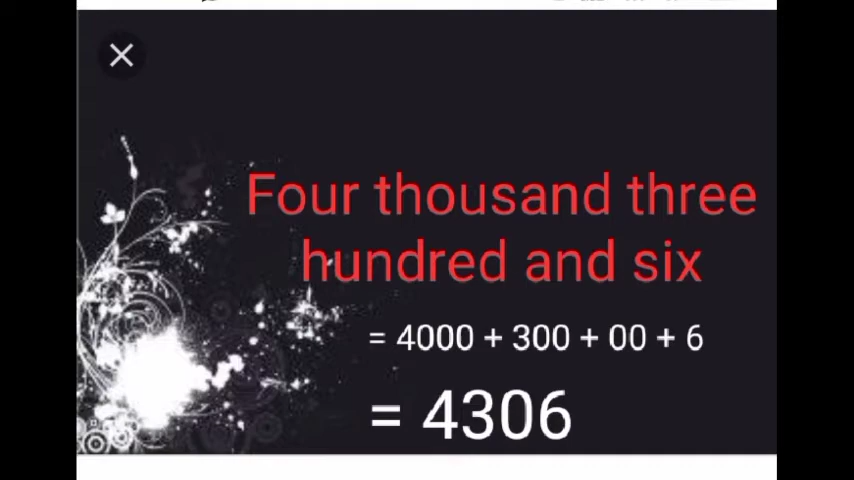 Four thousand three
hundred and six
= 4000 + 300 + 00 + 6
= 4306